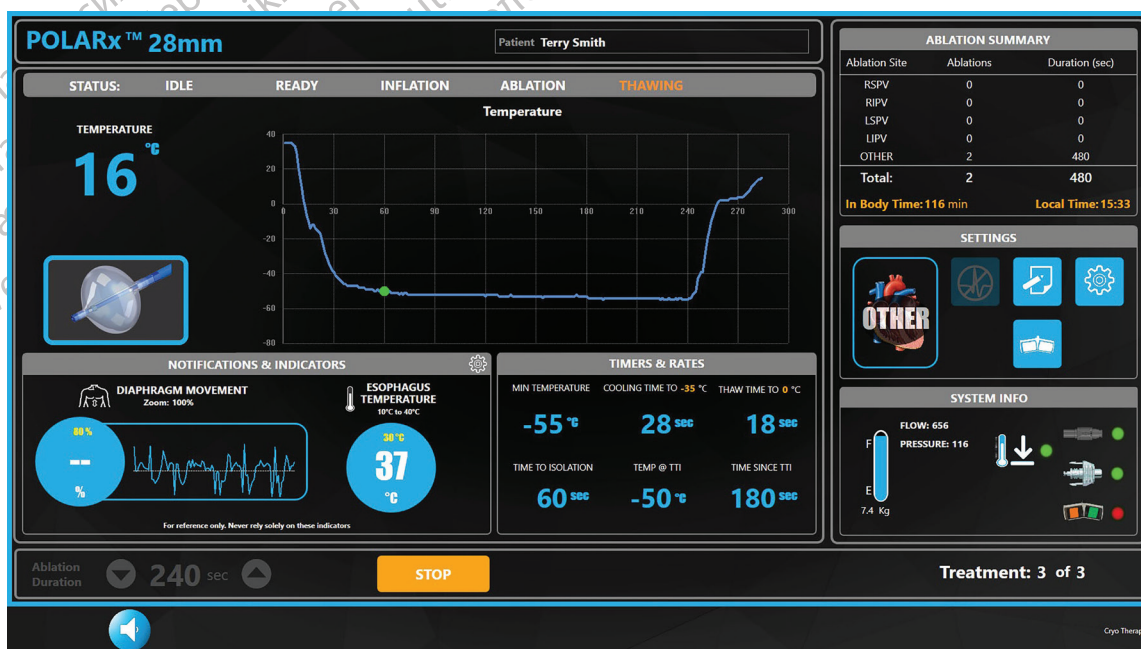 POLARx™ 28mm
Patient Terry Smith
STATUS: IDLE READY INFLATION ABLATION THAWING
TEMPERATURE
16 °C
Temperature
40
20
0
-20
-40
-60
-80
0 30 60 90 120 150 180 210 240 270 300
NOTIFICATIONS & INDICATORS
DIAPHRAGM MOVEMENT
Zoom: 100%
80 %
--
%
ESOPHAGUS
TEMPERATURE
10°C to 40°C
30 °C
37
°C
For reference only. Never rely solely on these indicators
TIMERS & RATES
MIN TEMPERATURE COOLING TIME TO -35 °C THAW TIME TO 0 °C
-55 °C 28 sec 18 sec
TIME TO ISOLATION TEMP @ TTI TIME SINCE TTI
60 sec -50 °C 180 sec
ABLATION SUMMARY
Ablation Site Ablations Duration (sec)
RSPV 0 0
RIPV 0 0
LSPV 0 0
LIPV 0 0
OTHER 2 480
Total: 2 480
In Body Time: 116 min Local Time: 15:33
SETTINGS
OTHER
SYSTEM INFO
FLOW: 656
PRESSURE: 116
F
E
7.4 Kg
Ablation
Duration
240 sec
STOP
Treatment: 3 of 3